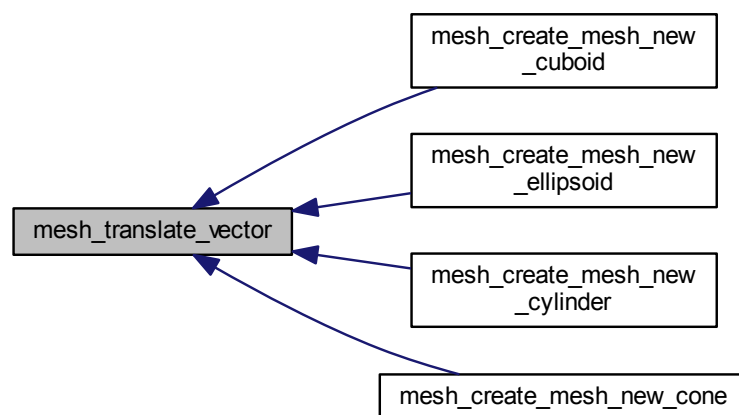 mesh_create_mesh_new
_cuboid
mesh_create_mesh_new
_ellipsoid
mesh_translate_vector
mesh_create_mesh_new
_cylinder
mesh_create_mesh_new_cone